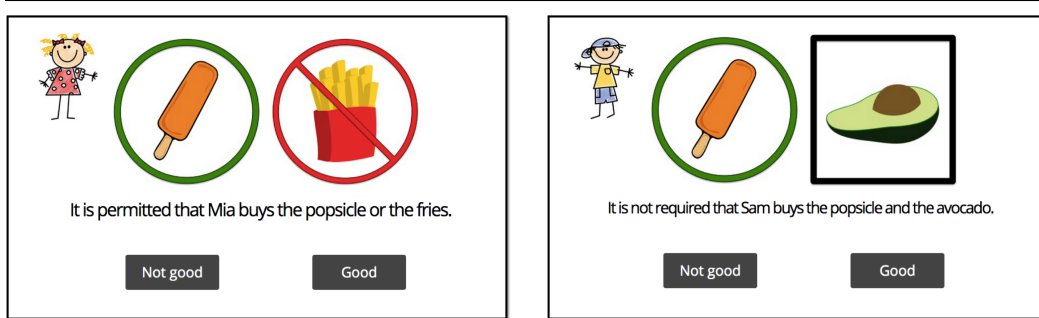 It is permitted that Mia buys the popsicle or the fries.
Not good
Good
It is not required that Sam buys the popsicle and the avocado.
Not good
Good